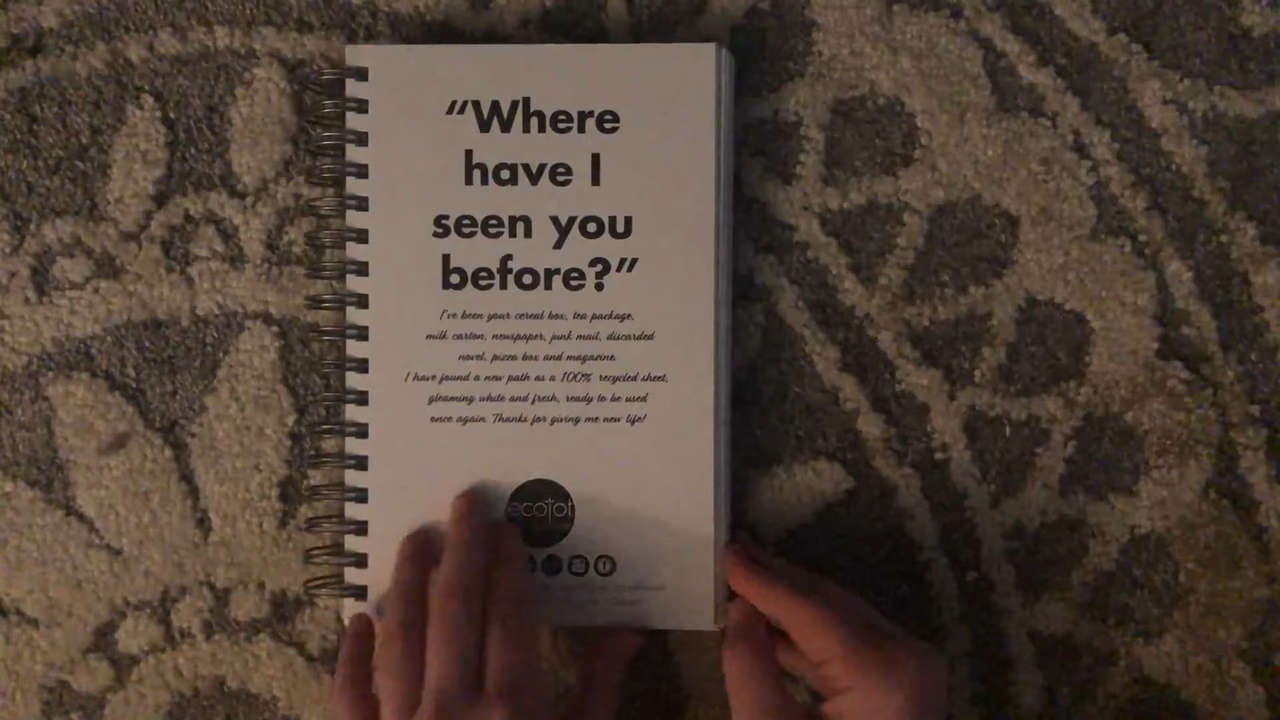 “Where
have I
seen you
before?”
I've been your cereal box, tea package,
milk carton, newspaper, junk mail, discarded
novel, pizza box and magazine.
I have found a new path as a 100% recycled sheet,
gleaming white and fresh, ready to be used
once again. Thanks for giving me new life!
ecojot